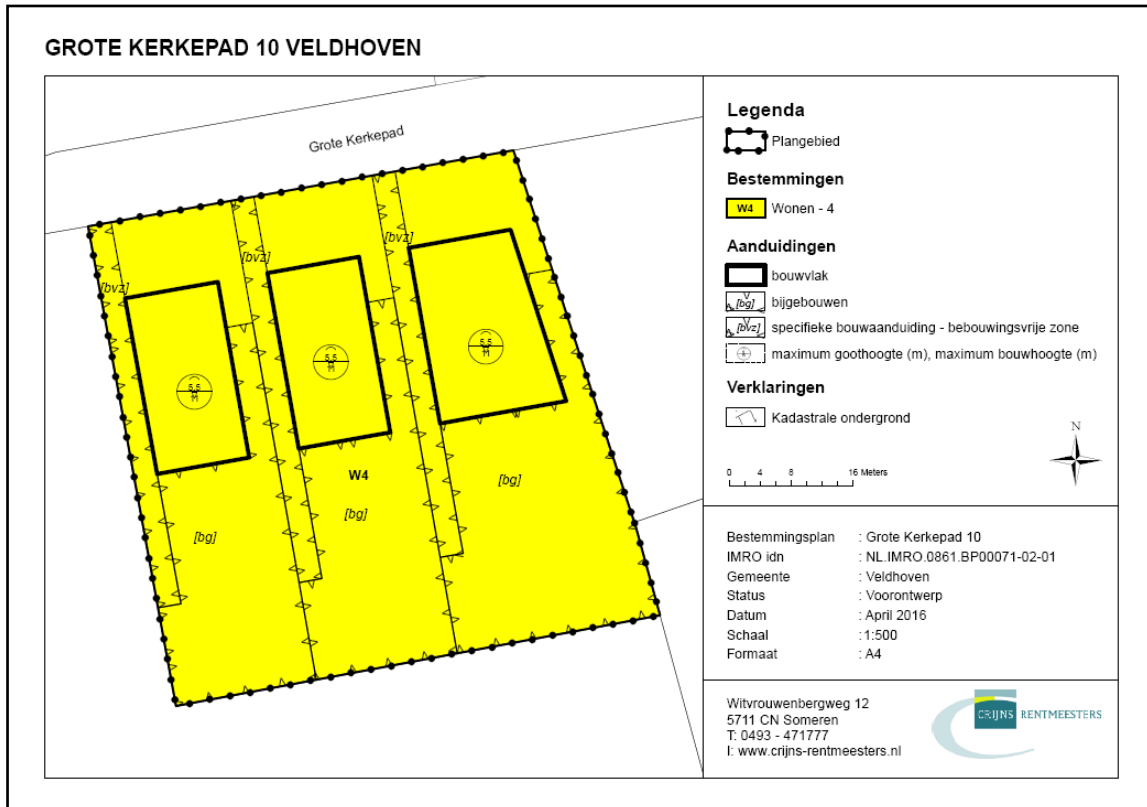 GROTE KERKEPAD 10 VELDHOVEN
Grote Kerkepad
[bvz]
[bvz]
[bvz]
5,5
5,5
5,5
W4
[bg]
[bg]
[bg]
Legenda
Plangebied
Bestemmingen
W4 Wonen - 4
Aanduidingen
bouwvlak
[bg] bijgebouwen
[bvz] specifieke bouwaanduiding - bebouwingsvrije zone
maximum goothoogte (m), maximum bouwhoogte (m)
Verklaringen
Kadastrale ondergrond
N
0 4 8 16 Meters
Bestemmingsplan : Grote Kerkepad 10
IMRO idn : NL.IMRO.0861.BP00071-02-01
Gemeente : Veldhoven
Status : Voorontwerp
Datum : April 2016
Schaal : 1:500
Formaat : A4
Witvrouwenbergweg 12
5711 CN Someren
T: 0493 - 471777
I: www.crijns-rentmeesters.nl
CRIJNS RENTMEESTERS